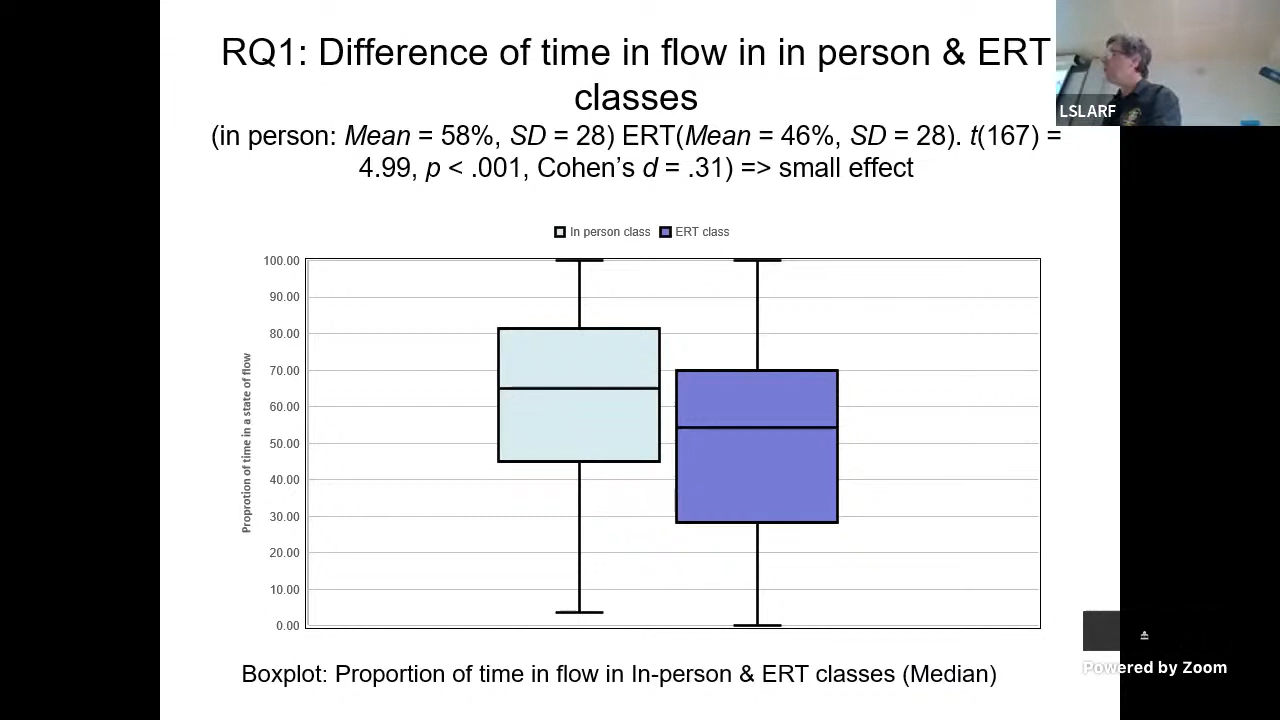 RQ1: Difference of time in flow in in person & ERT
classes
(in person: Mean = 58%, SD = 28) ERT(Mean = 46%, SD = 28). t(167) =
4.99, p < .001, Cohen's d = .31) => small effect
LSLARF
In person class ERT class
100.00
90.00
80.00
70.00
60.00
50.00
40.00
30.00
20.00
10.00
0.00
Proprotion of time in a state of flow
Boxplot: Proportion of time in flow in In-person & ERT classes (Median)
Powered by Zoom